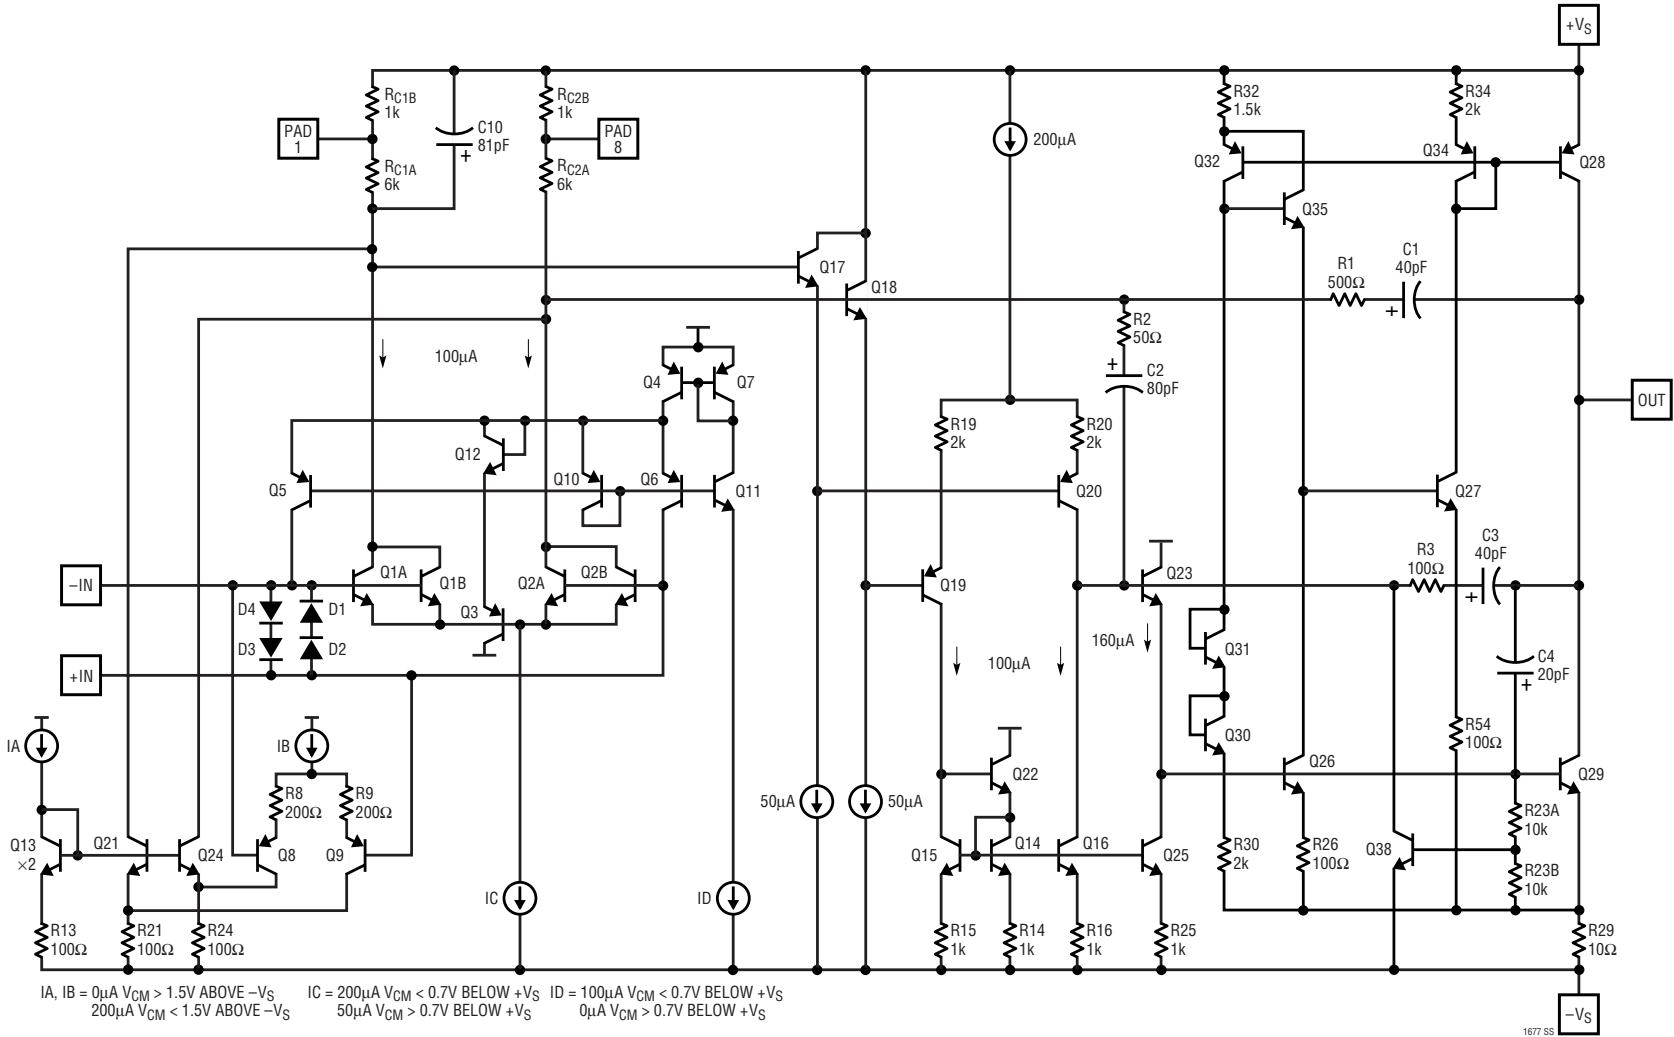 +VS
RC1B
1k
C10
81pF
RC2B
1k
R32
1.5k
R34
2k
PAD
1
PAD
8
200µA
Q32
Q34
Q28
RC1A
6k
RC2A
6k
Q35
Q17
Q18
R1
500Ω
C1
40pF
+
R2
50Ω
100µA
+
C2
80pF
Q4
Q7
OUT
R19
2k
R20
2k
Q12
Q5
Q10
Q6
Q11
Q20
Q27
–IN
Q1A
Q1B
Q2A
Q2B
Q19
Q23
R3
100Ω
C3
40pF
+
D4
D1
Q3
D3
D2
160µA
Q31
100µA
C4
20pF
+
+IN
IA
IB
Q30
R54
100Ω
R8
200Ω
R9
200Ω
50µA
50µA
Q22
Q26
Q29
R23A
10k
Q13
×2
Q21
Q24
Q8
Q9
Q15
Q14
Q16
Q25
R30
2k
R26
100Ω
Q38
R23B
10k
IC
ID
R13
100Ω
R21
100Ω
R24
100Ω
R15
1k
R14
1k
R16
1k
R25
1k
R29
10Ω
IA, IB = 0µA VCM > 1.5V ABOVE –VS
200µA VCM < 1.5V ABOVE –VS
IC = 200µA VCM < 0.7V BELOW +VS
50µA VCM > 0.7V BELOW +VS
ID = 100µA VCM < 0.7V BELOW +VS
0µA VCM > 0.7V BELOW +VS
–VS
1677 SS